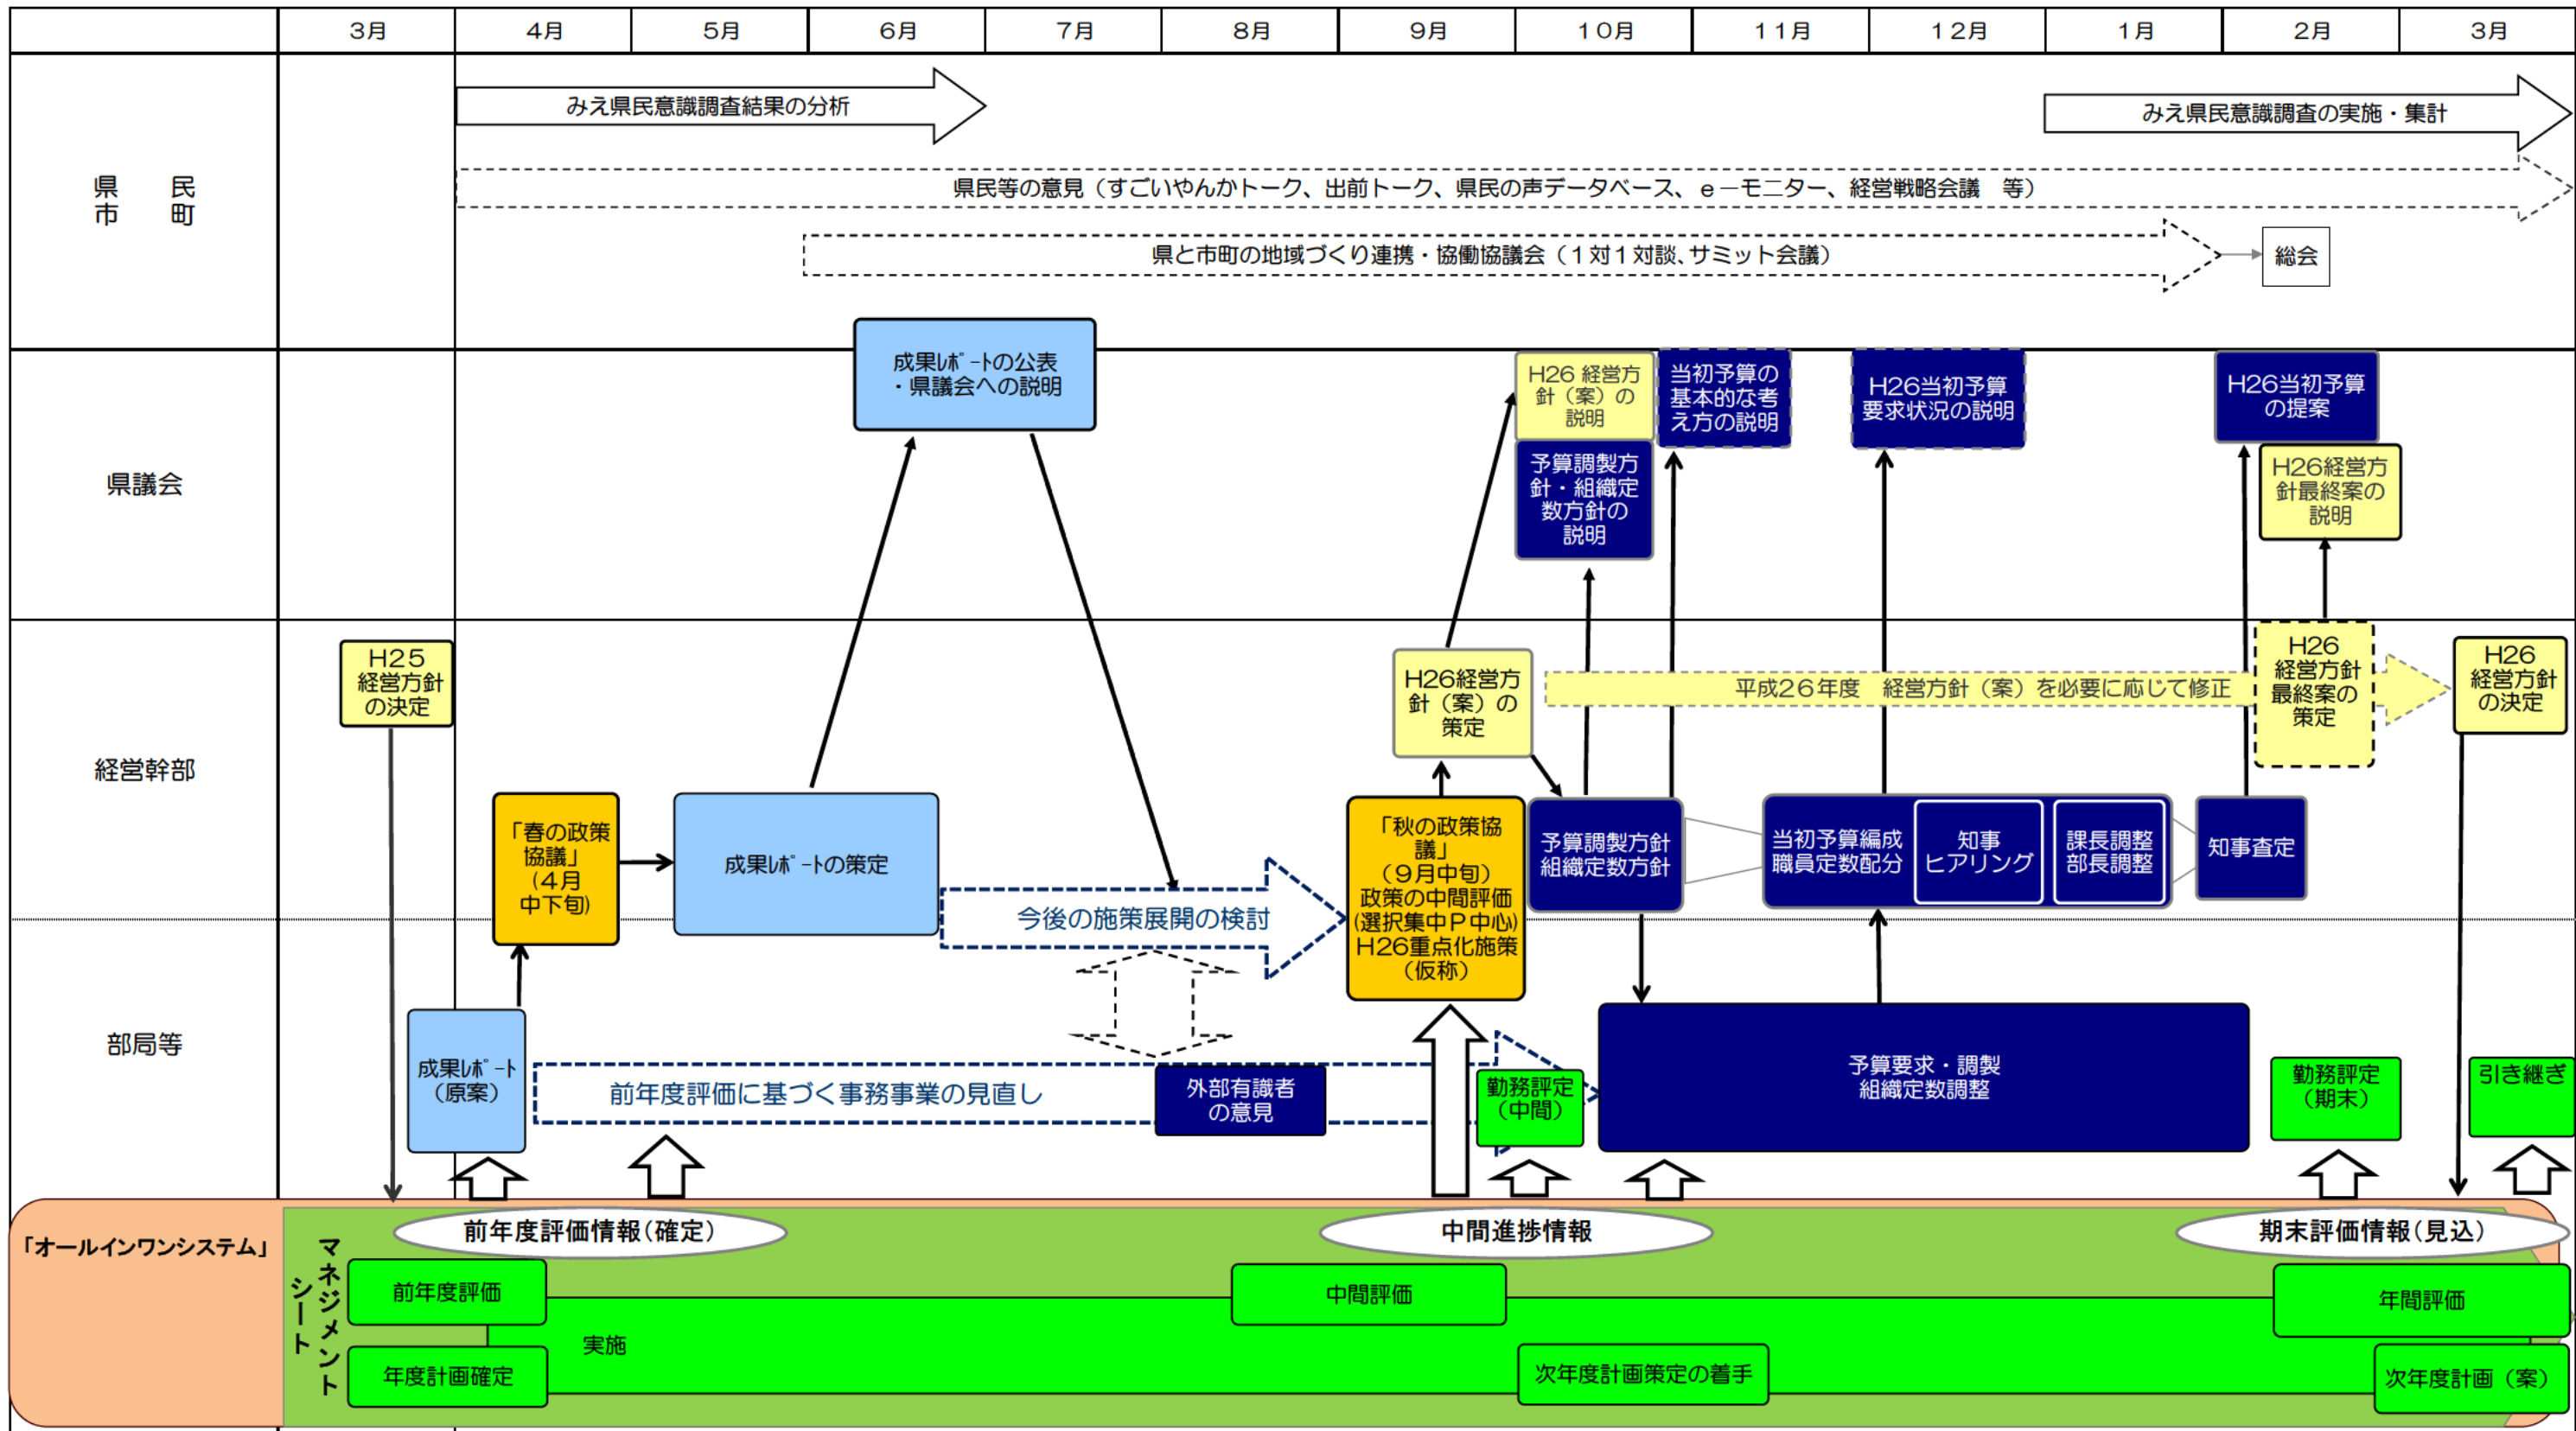 3月
4月
5月
6月
7月
8月
9月
10月
11月
12月
1月
2月
3月
県　民
市　町
みえ県民意識調査結果の分析
みえ県民意識調査の実施・集計
県民等の意見（すごいやんかトーク、出前トーク、県民の声データベース、e－モニター、経営戦略会議　等）
県と市町の地域づくり連携・協働協議会（１対１対談、サミット会議）
総会
県議会
成果ﾚﾎﾟｰﾄの公表
・県議会への説明
H26 経営方
針（案）の
説明
予算調製方
針・組織定
数方針の
説明
当初予算の
基本的な考
え方の説明
H26当初予算
要求状況の説明
H26当初予算
の提案
H26経営方
針最終案の
説明
経営幹部
H25
経営方針
の決定
「春の政策
協議」
(4月
中下旬)
成果ﾚﾎﾟｰﾄの策定
今後の施策展開の検討
H26経営方
針（案）の
策定
「秋の政策協
議」
（９月中旬）
政策の中間評価
(選択集中Ｐ中心)
H26重点化施策
（仮称）
平成２６年度　経営方針（案）を必要に応じて修正
予算調製方針
組織定数方針
当初予算編成
職員定数配分
知事
ヒアリング
課長調整
部長調整
知事査定
H26
経営方針
最終案の
策定
H26
経営方針
の決定
部局等
成果ﾚﾎﾟｰﾄ
（原案）
前年度評価に基づく事務事業の見直し
外部有識者
の意見
勤務評定
（中間）
予算要求・調製
組織定数調整
勤務評定
（期末）
引き継ぎ
「オールインワンシステム」
マネジメント
シート
前年度評価情報（確定）
中間進捗情報
期末評価情報（見込）
前年度評価
中間評価
年間評価
実施
年度計画確定
次年度計画策定の着手
次年度計画（案）